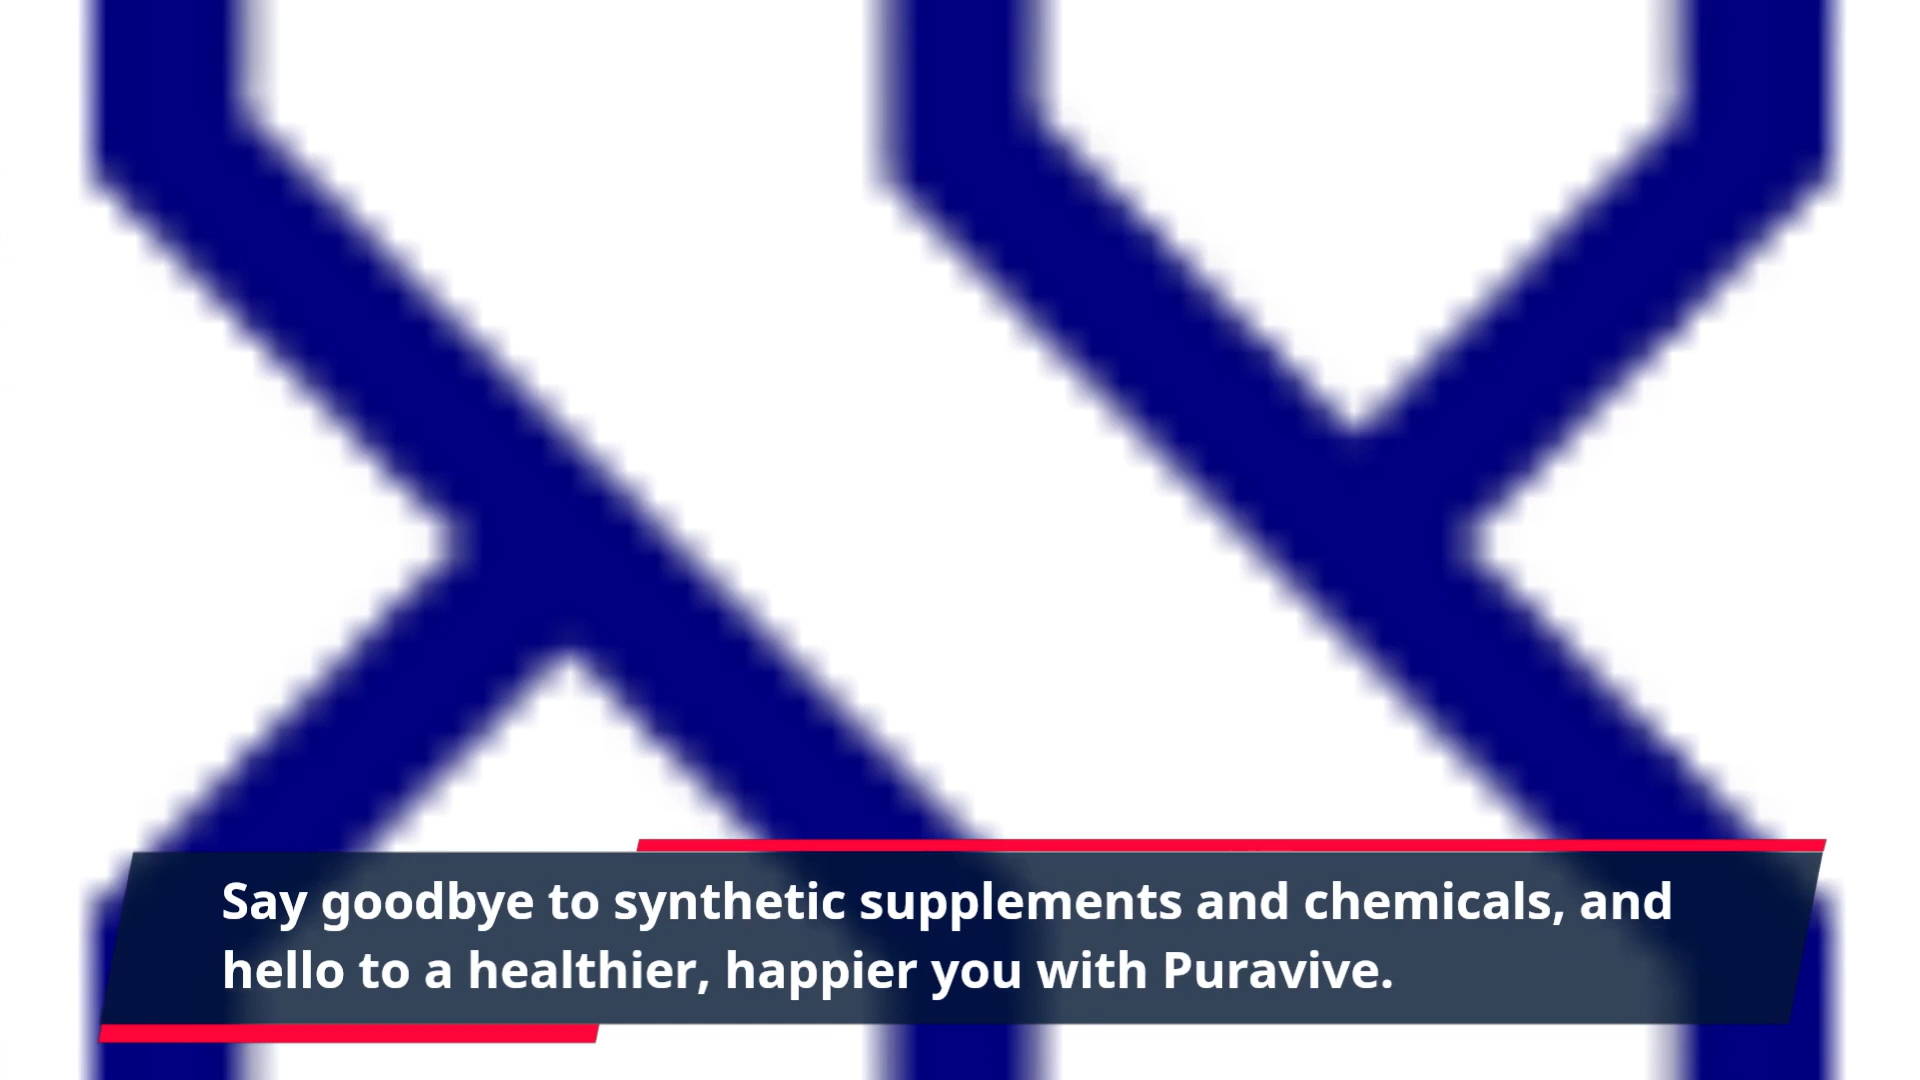 Say goodbye to synthetic supplements and chemicals, and
hello to a healthier, happier you with Puravive.